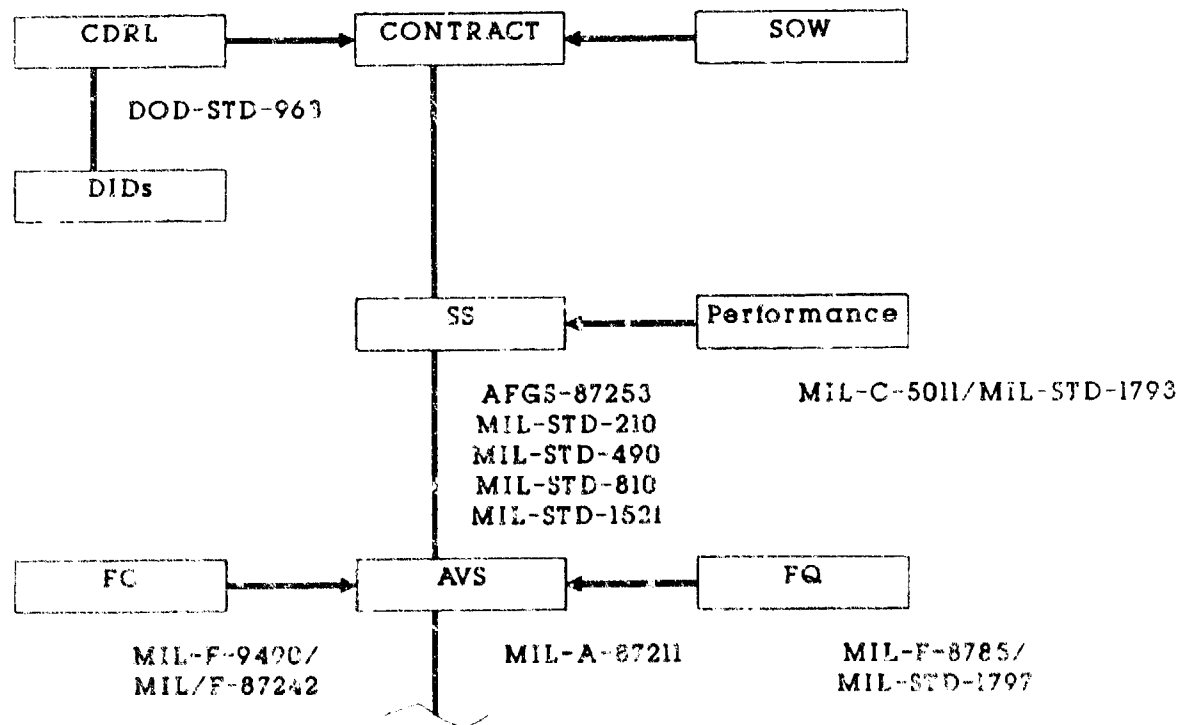 CDRL
CONTRACT
SOW
DOD-STD-963
DIDs
SS
Performance
AFGS-87253
MIL-C-5011/MIL-STD-1793
MIL-STD-210
MIL-STD-490
MIL-STD-810
MIL-STD-1521
FC
AVS
FQ
MIL-F-9490/
MIL/F-87242
MIL-A-87211
MIL-F-8785/
MIL-STD-1797